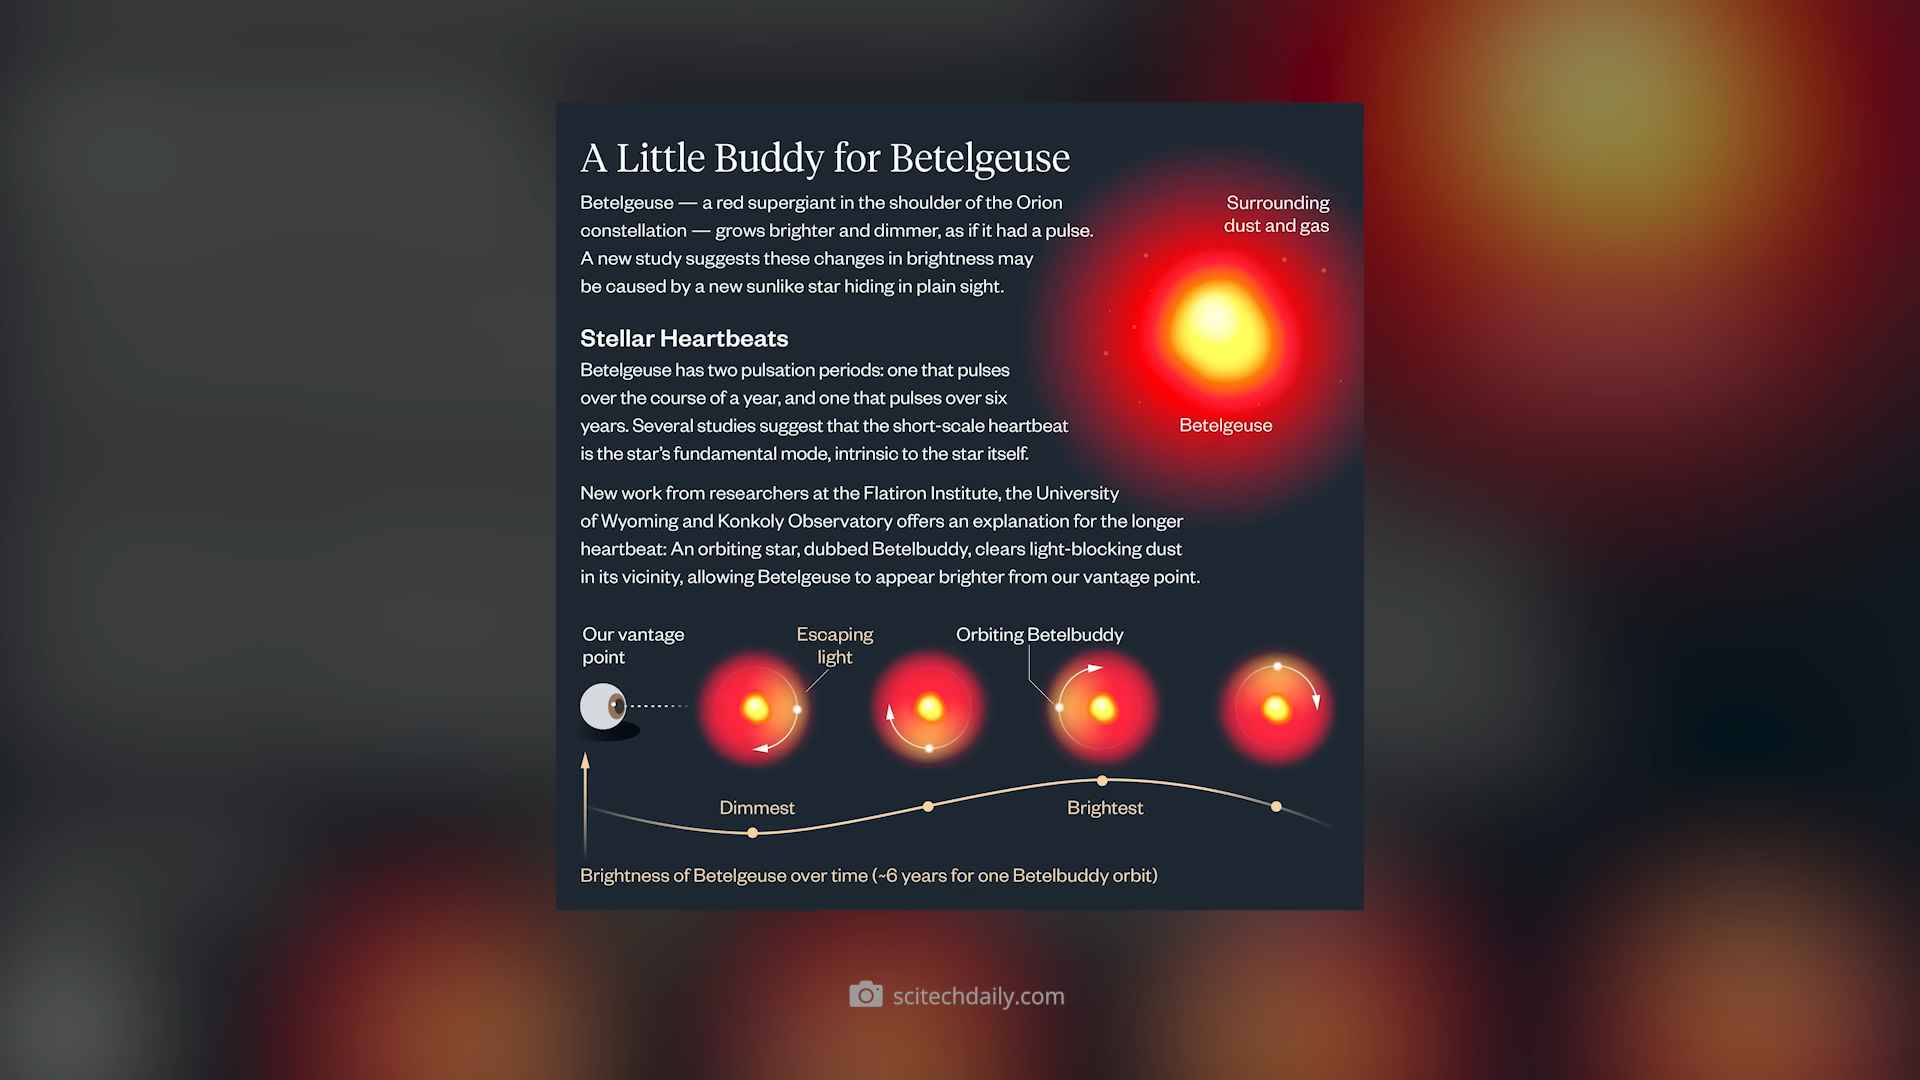 A Little Buddy for Betelgeuse
Betelgeuse — a red supergiant in the shoulder of the Orion
constellation — grows brighter and dimmer, as if it had a pulse.
A new study suggests these changes in brightness may
be caused by a new sunlike star hiding in plain sight.
Surrounding
dust and gas
Betelgeuse
Stellar Heartbeats
Betelgeuse has two pulsation periods: one that pulses
over the course of a year, and one that pulses over six
years. Several studies suggest that the short-scale heartbeat
is the star’s fundamental mode, intrinsic to the star itself.
New work from researchers at the Flatiron Institute, the University
of Wyoming and Konkoly Observatory offers an explanation for the longer
heartbeat: An orbiting star, dubbed Betelbuddy, clears light-blocking dust
in its vicinity, allowing Betelgeuse to appear brighter from our vantage point.
Our vantage
point
Escaping
light
Orbiting Betelbuddy
Dimmest
Brightest
Brightness of Betelgeuse over time (~6 years for one Betelbuddy orbit)
scitechdaily.com